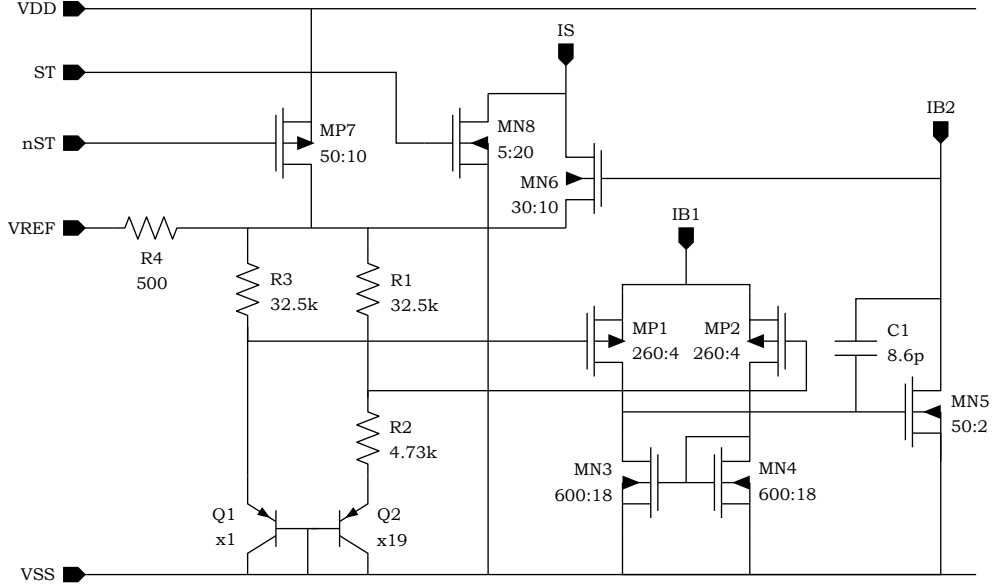 VDD
IS
ST
IB2
MP7
50:10
MN8
5:20
nST
MN6
30:10
VREF
R4
500
IB1
R3
32.5k
R1
32.5k
MP1
260:4
MP2
260:4
C1
8.6p
MN5
50:2
R2
4.73k
MN3
600:18
MN4
600:18
Q1
x1
Q2
x19
VSS